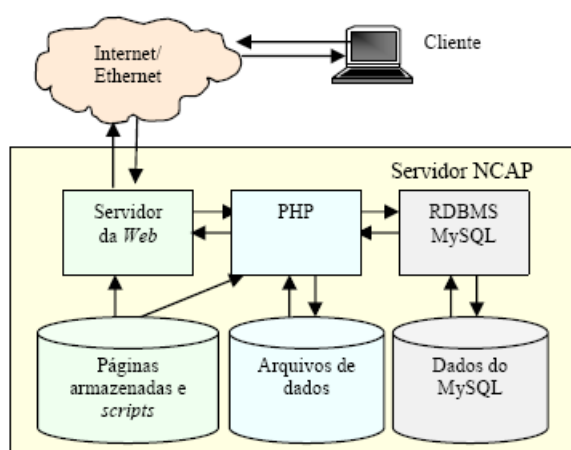 Internet/
Ethernet
Cliente
Servidor NCAP
Servidor
da Web
PHP
RDBMS
MySQL
Páginas
armazenadas e
scripts
Arquivos de
dados
Dados do
MySQL